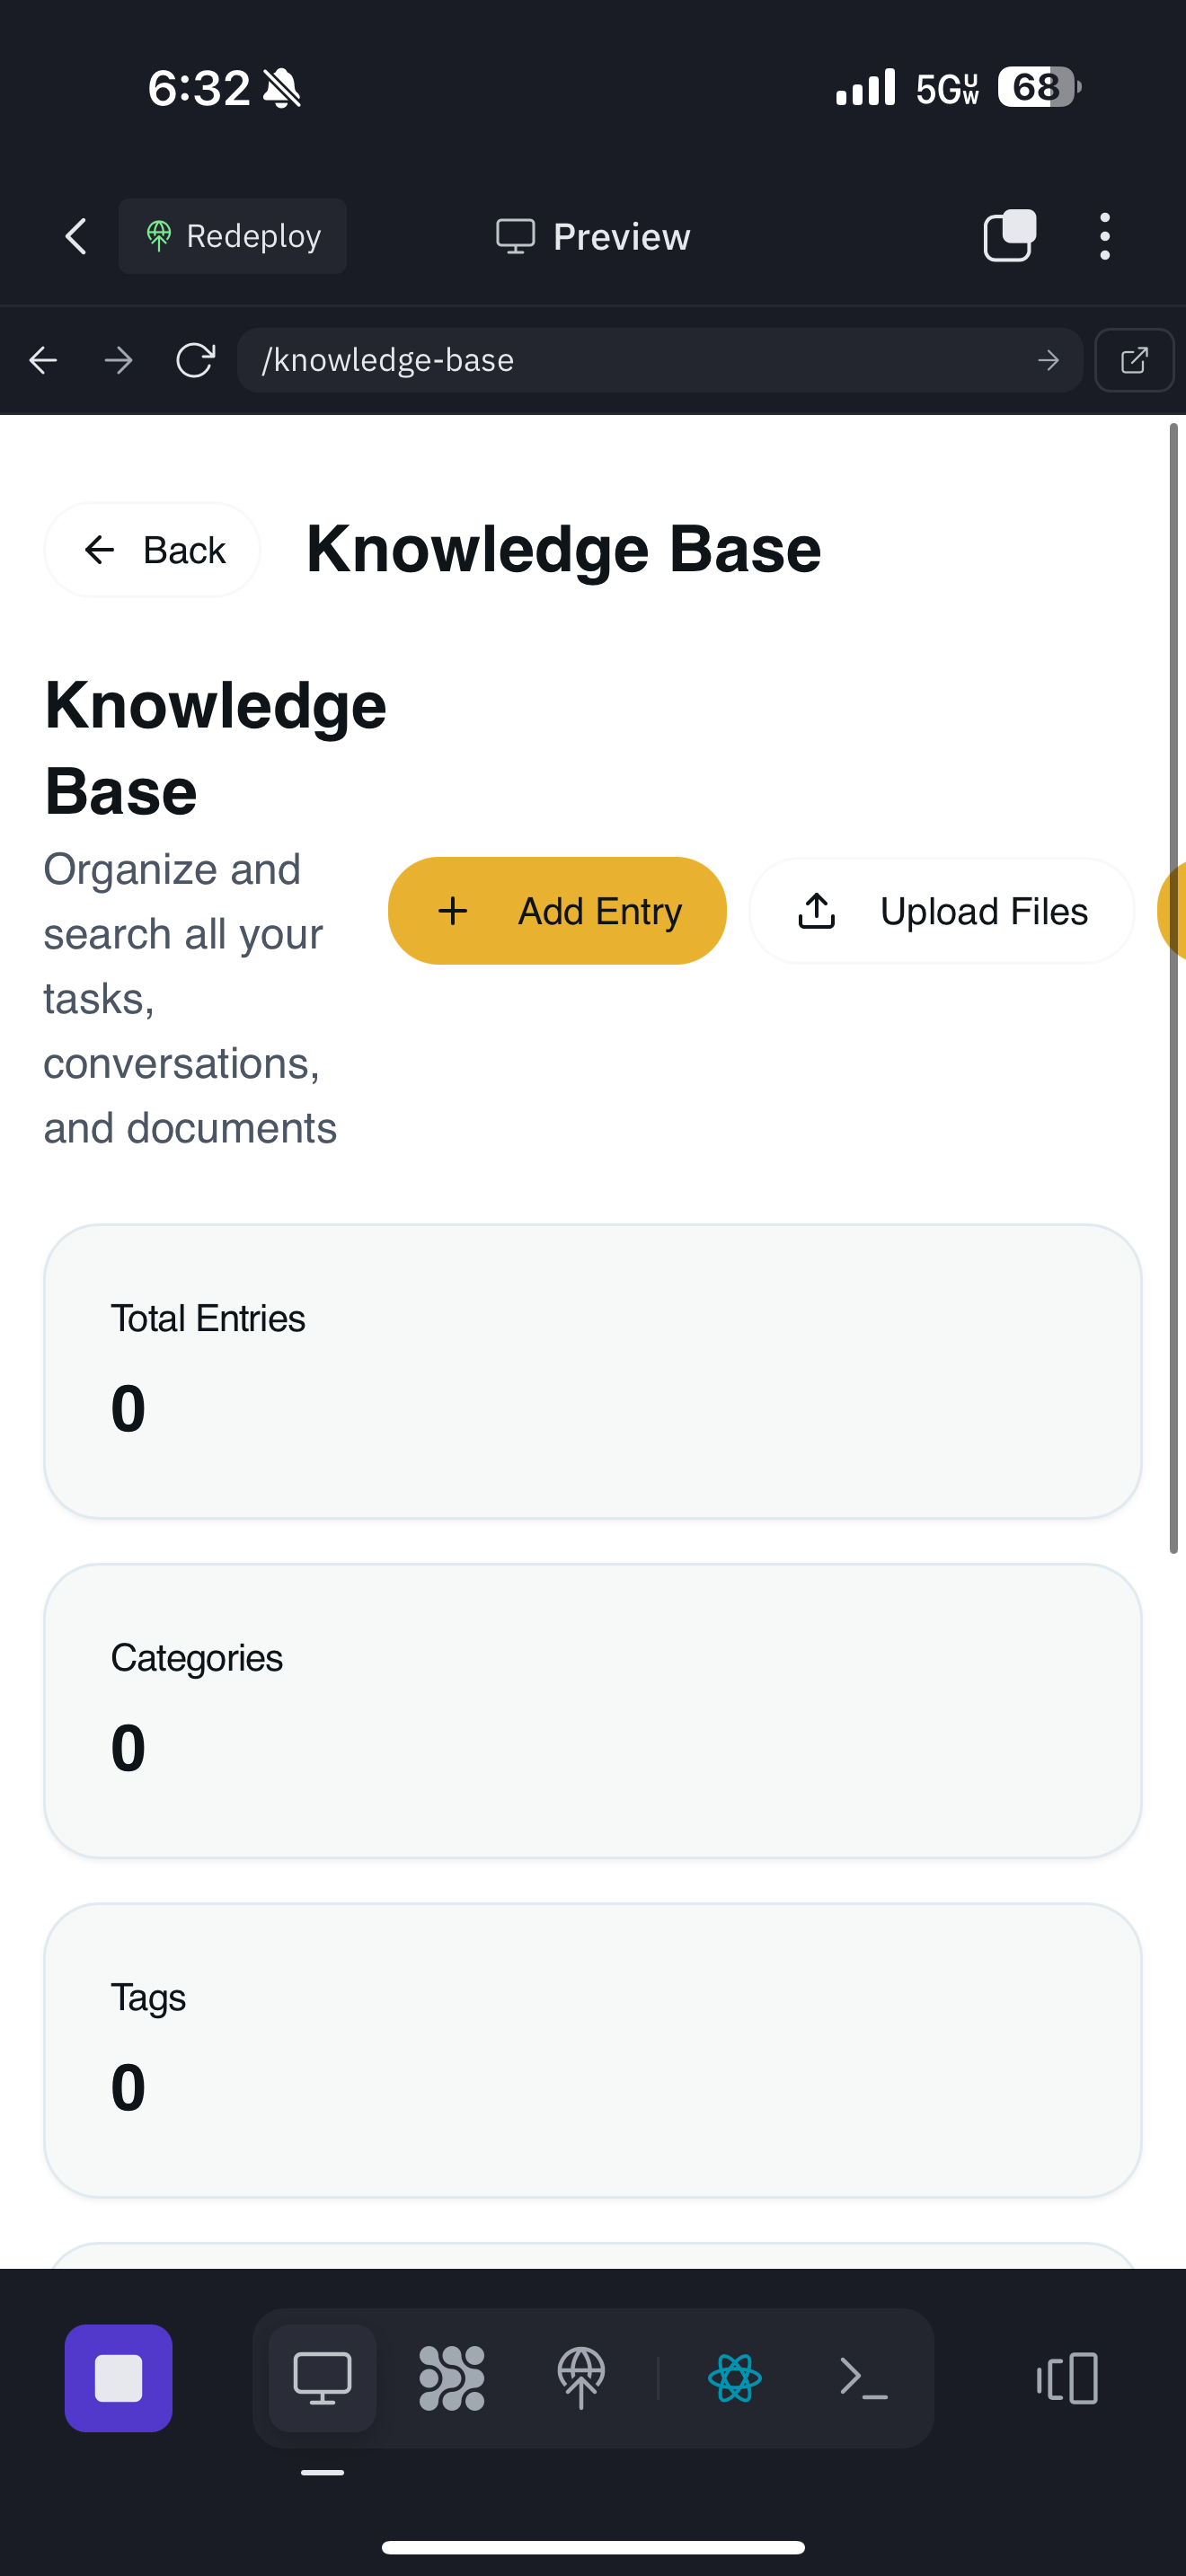 6:32
5G UW
68
Redeploy
Preview
/knowledge-base
Back
Knowledge Base
Knowledge
Base
Organize and
search all your
tasks,
conversations,
and documents
Add Entry
Upload Files
Total Entries
0
Categories
0
Tags
0